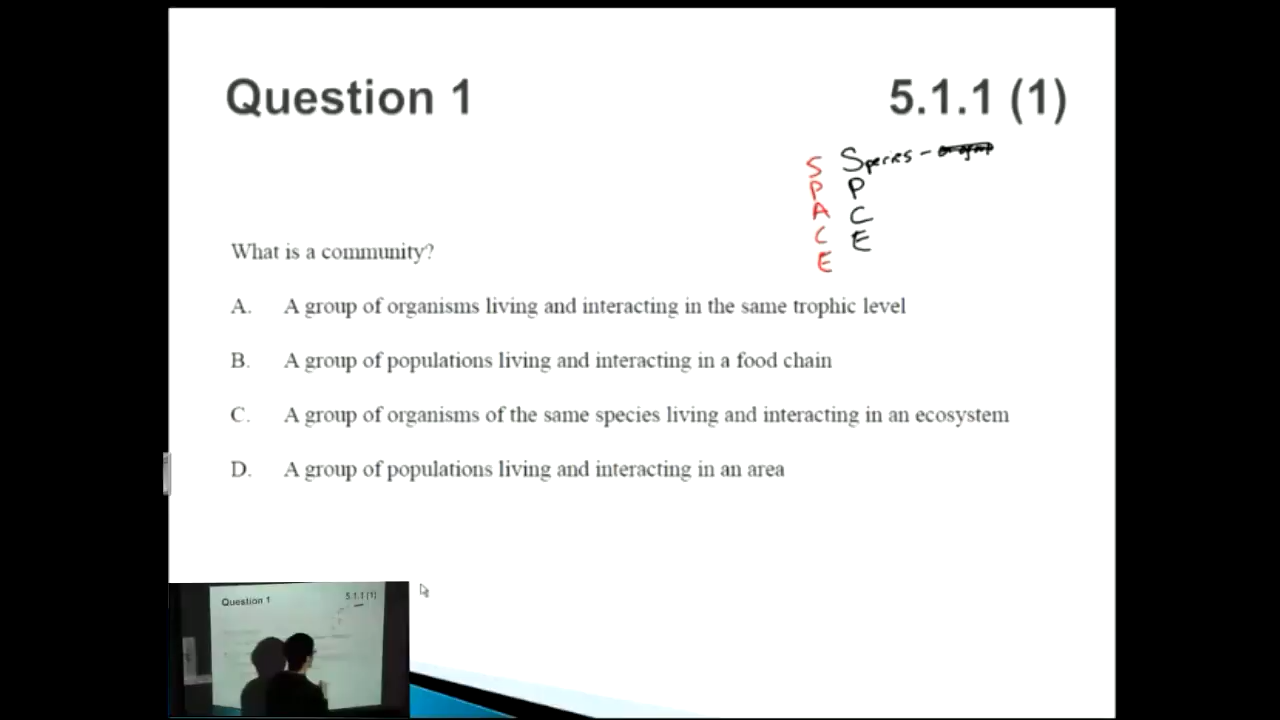 Question 1 5.1.1 (1)
S Species -
P P
A C
C E
E
What is a community?
A. A group of organisms living and interacting in the same trophic level
B. A group of populations living and interacting in a food chain
C. A group of organisms of the same species living and interacting in an ecosystem
D. A group of populations living and interacting in an area
Question 1 5.1.1 (1)